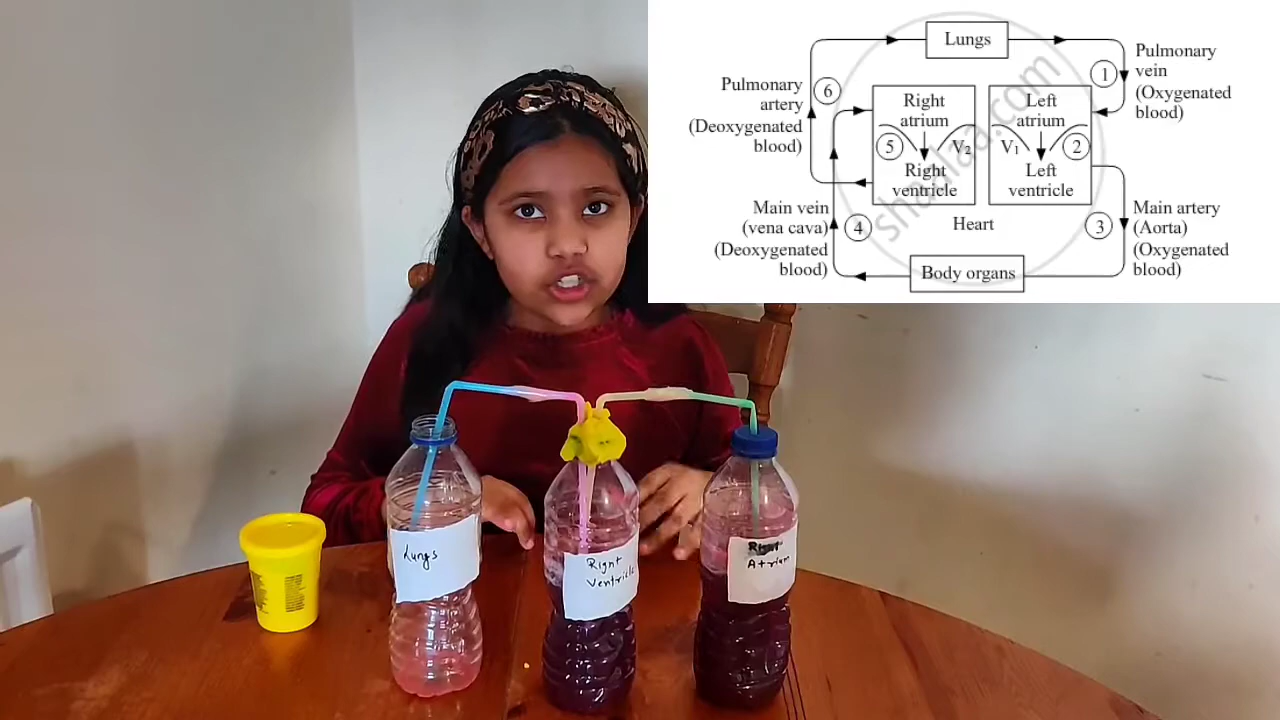 Lungs
Pulmonary
vein
(Oxygenated
blood)
1
Pulmonary
artery
(Deoxygenated
blood)
6
Right
atrium
5
V₂
Right
ventricle
Left
atrium
V₁
2
Left
ventricle
Heart
Main vein
(vena cava)
(Deoxygenated
blood)
4
Main artery
(Aorta)
(Oxygenated
blood)
3
Body organs
shaalaa.com
Lungs
Right
Ventricle
Right
Atrium